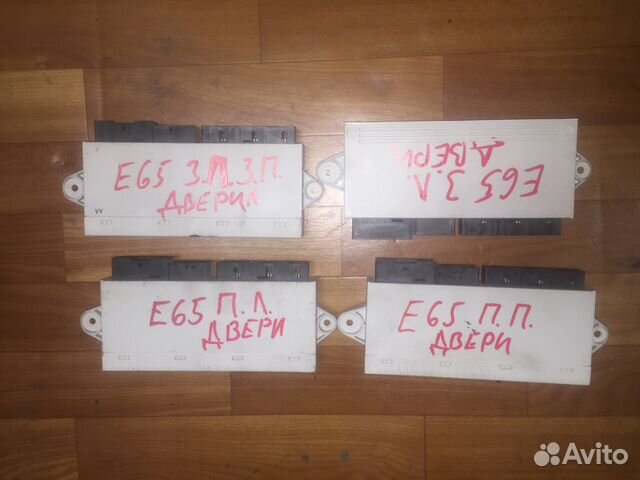 E65 З.Л.З.П.
ДВЕРИ
E65 З.Л.
ДВЕРИ
E65 П.Л.
ДВЕРИ
E65 П.П.
ДВЕРИ
Avito